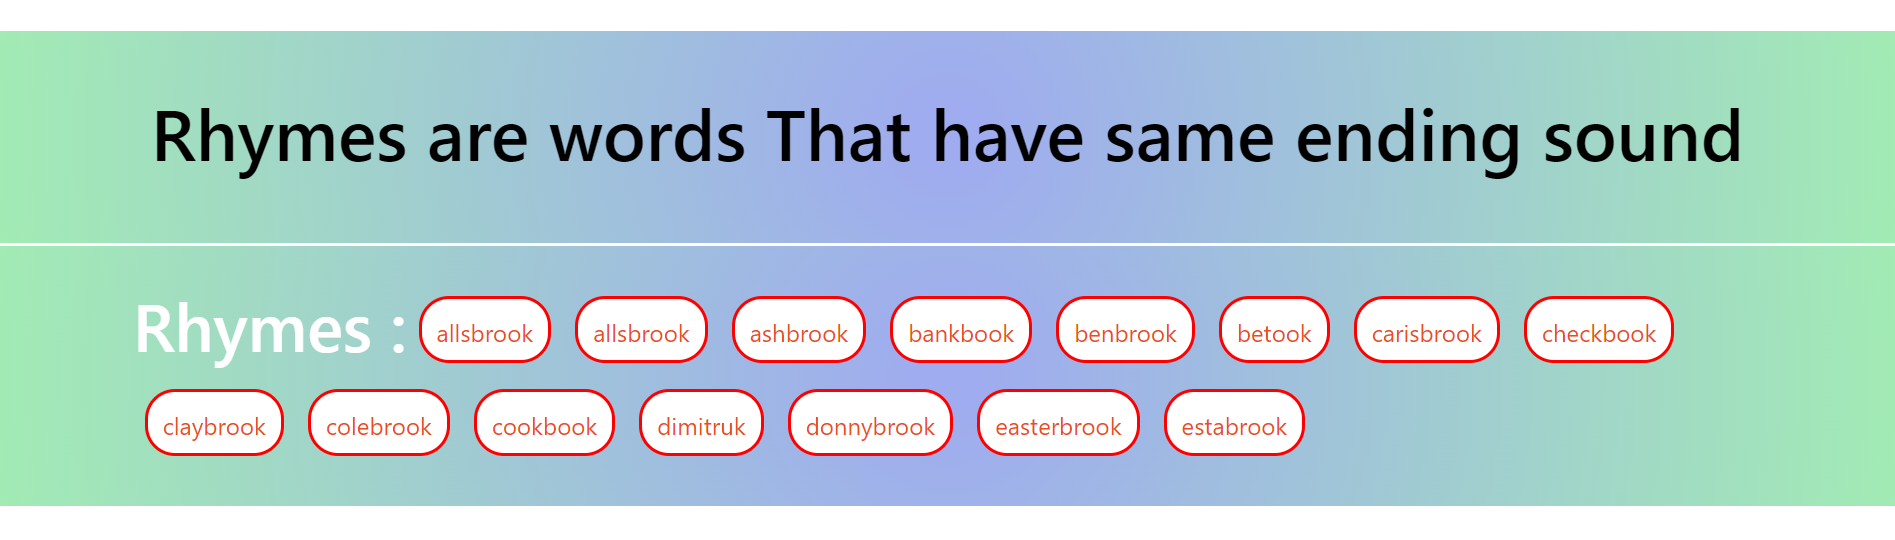 Rhymes are words That have same ending sound
Rhymes : allsbrook allsbrook ashbrook bankbook benbrook betook carisbrook checkbook
claybrook colebrook cookbook dimitruk donnybrook easterbrook estabrook